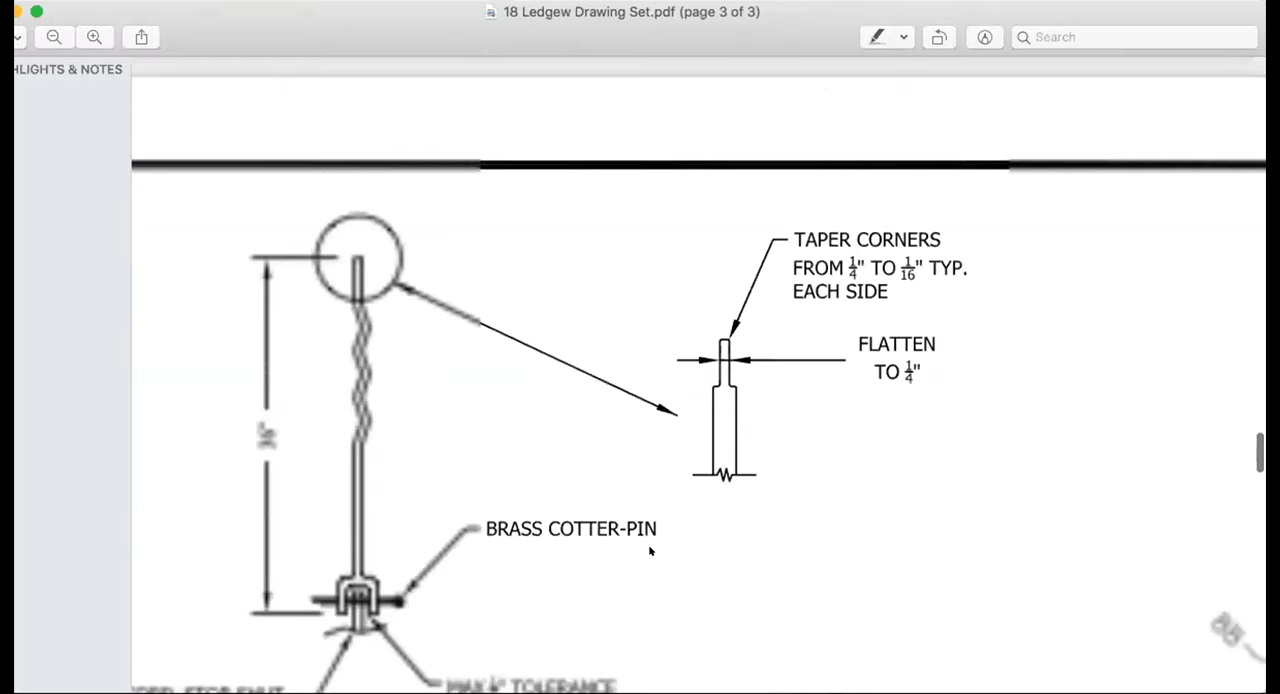 18 Ledgew Drawing Set.pdf (page 3 of 3)
Search
HLIGHTS & NOTES
TAPER CORNERS
FROM 1/4" TO 1/16" TYP.
EACH SIDE
FLATTEN
TO 1/4"
36"
BRASS COTTER-PIN
MAX TOLERANCE